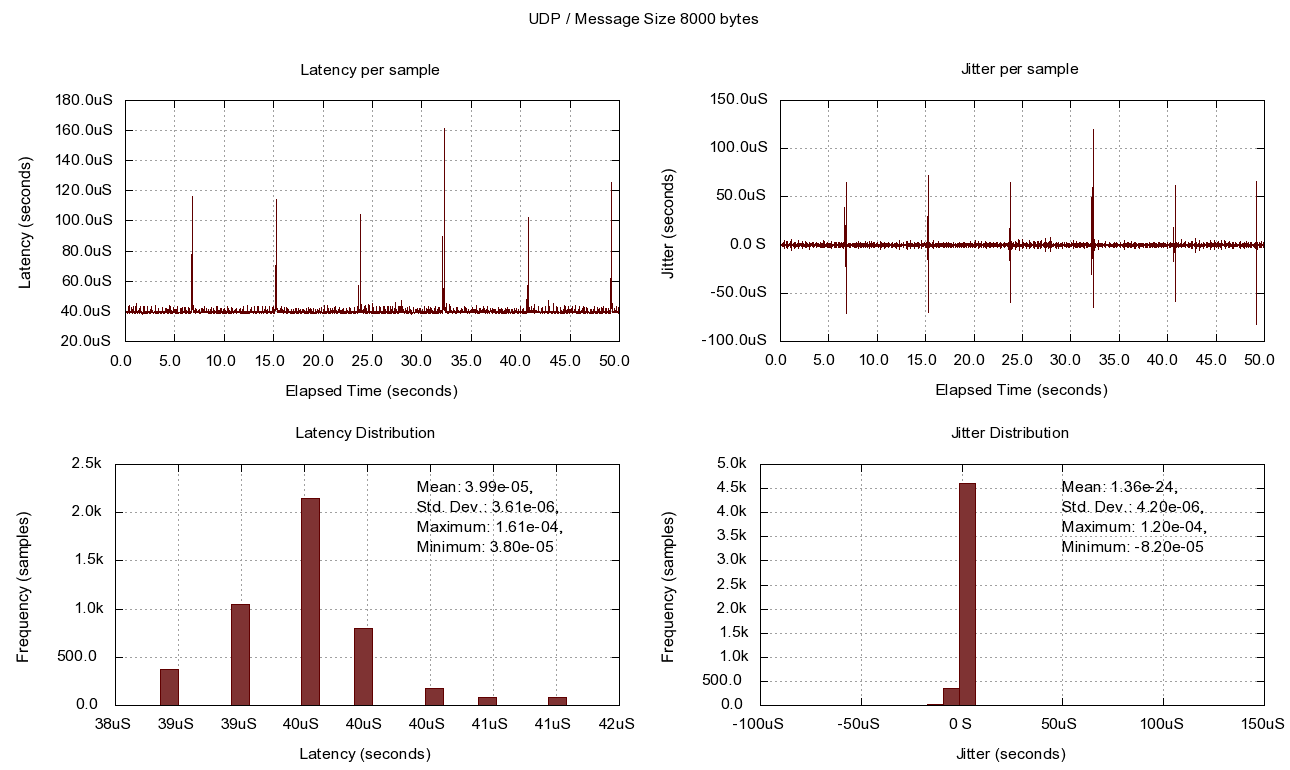 UDP / Message Size 8000 bytes
Latency per sample
180.0uS
160.0uS
140.0uS
120.0uS
100.0uS
80.0uS
60.0uS
40.0uS
20.0uS
Latency (seconds)
0.0 5.0 10.0 15.0 20.0 25.0 30.0 35.0 40.0 45.0 50.0
Elapsed Time (seconds)
Jitter per sample
150.0uS
100.0uS
50.0uS
0.0 S
-50.0uS
-100.0uS
Jitter (seconds)
0.0 5.0 10.0 15.0 20.0 25.0 30.0 35.0 40.0 45.0 50.0
Elapsed Time (seconds)
Latency Distribution
2.5k
2.0k
1.5k
1.0k
500.0
0.0
Frequency (samples)
Mean: 3.99e-05,
Std. Dev.: 3.61e-06,
Maximum: 1.61e-04,
Minimum: 3.80e-05
38uS 39uS 39uS 40uS 40uS 40uS 41uS 41uS 42uS
Latency (seconds)
Jitter Distribution
5.0k
4.5k
4.0k
3.5k
3.0k
2.5k
2.0k
1.5k
1.0k
500.0
0.0
Frequency (samples)
Mean: 1.36e-24,
Std. Dev.: 4.20e-06,
Maximum: 1.20e-04,
Minimum: -8.20e-05
-100uS -50uS 0 S 50uS 100uS 150uS
Jitter (seconds)